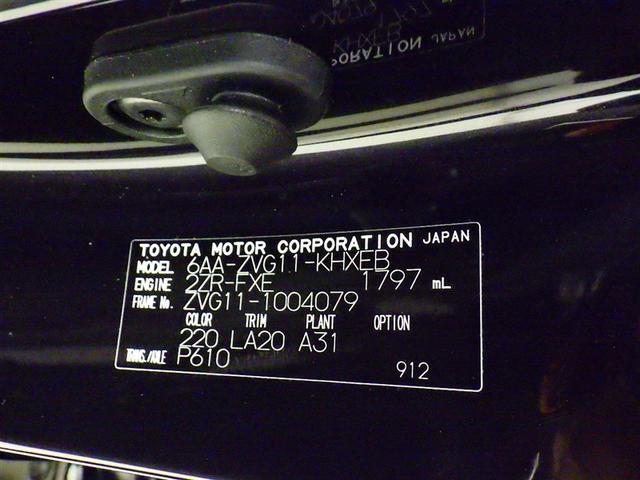 TOYOTA MOTOR CORPORATION JAPAN
MODEL 6AA-ZVG11-KHXEB
ENGINE 2ZR-FXE 1797 mL
FRAME No. ZVG11-1004079
COLOR TRIM PLANT OPTION
220 LA20 A31
TRANS./AXLE P610
912